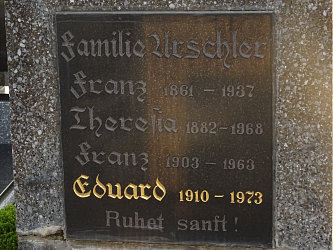 Familie Urschler
Franz 1861 - 1937
Theresia 1882 - 1968
Franz 1903 - 1963
Eduard 1910 - 1973
Ruhet sanft!